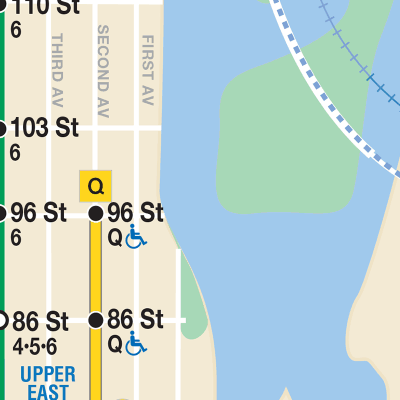 110 St
6
THIRD AV
SECOND AV
FIRST AV
103 St
6
Q
96 St
6
96 St
Q
86 St
4•5•6
86 St
Q
UPPER
EAST